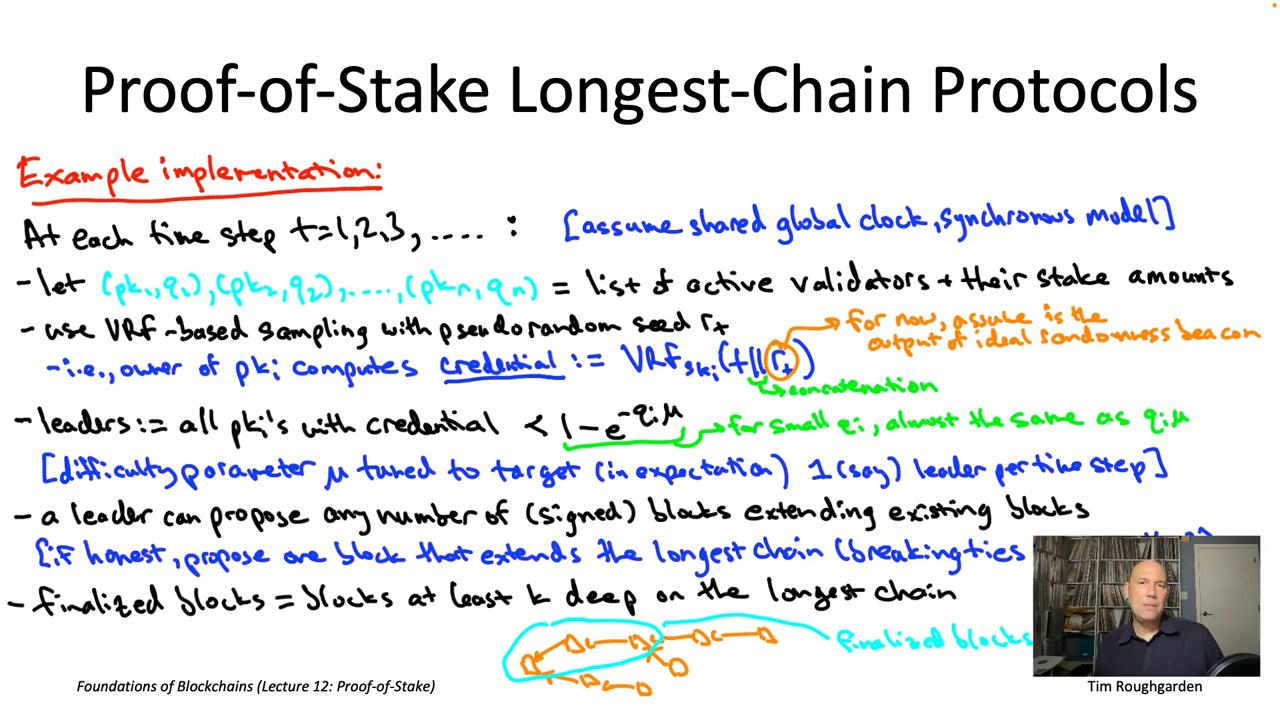 Proof-of-Stake Longest-Chain Protocols
Example implementation:
At each time step t=1,2,3, .... : [assume shared global clock, synchronous model]
- let (pk₁,q₁),(pk₂,q₂),....,(pkₙ,qₙ) = list of active validators + their stake amounts
- use VRF-based sampling with pseudorandom seed rₜ
for now, assume is the
output of ideal randomness beacon
- i.e., owner of pkᵢ computes credential := VRF_skᵢ(t||rₜ)
concatenation
- leaders := all pkᵢ's with credential < 1-e^(-qᵢμ) for small qᵢ, almost the same as qᵢμ
[difficulty parameter μ tuned to target (in expectation) 1 (say) leader per time step]
- a leader can propose any number of (signed) blocks extending existing blocks
[if honest, propose one block that extends the longest chain (breaking ties
- finalized blocks = blocks at least k deep on the longest chain
finalized blocks
Foundations of Blockchains (Lecture 12: Proof-of-Stake)
Tim Roughgarden